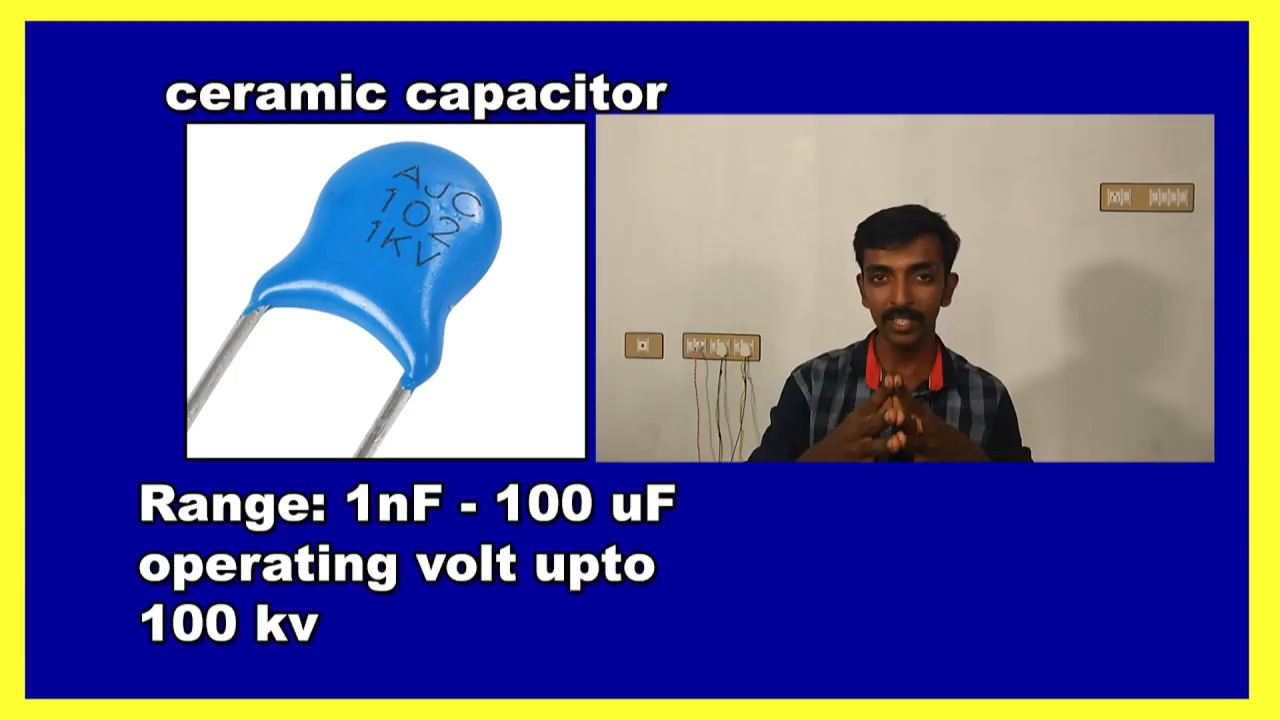 ceramic capacitor
AJC
102
1KV
Range: 1nF - 100 uF
operating volt upto
100 kv